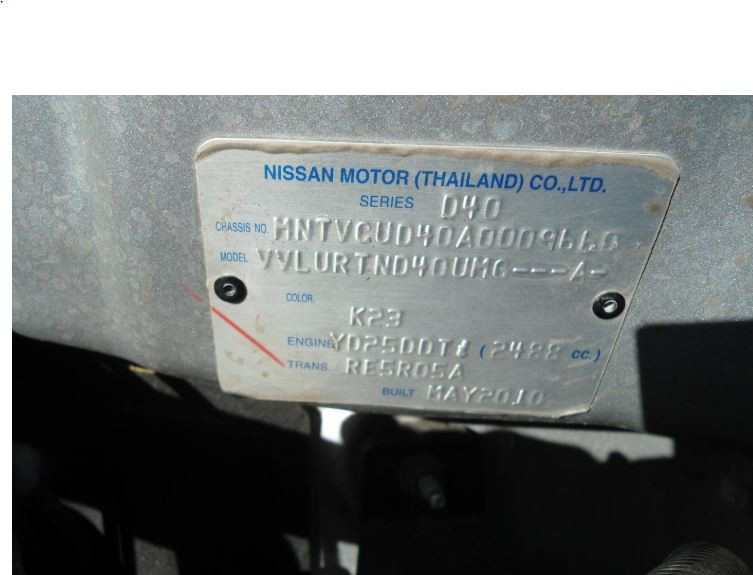 NISSAN MOTOR (THAILAND) CO.,LTD.
SERIES D40
CHASSIS NO. MNTVCUD40A0009660
MODEL VVLURTND40UMG---A-
COLOR
K23
ENGINE YD25DDTi (2488 cc.)
TRANS. RE5R05A
BUILT MAY2010